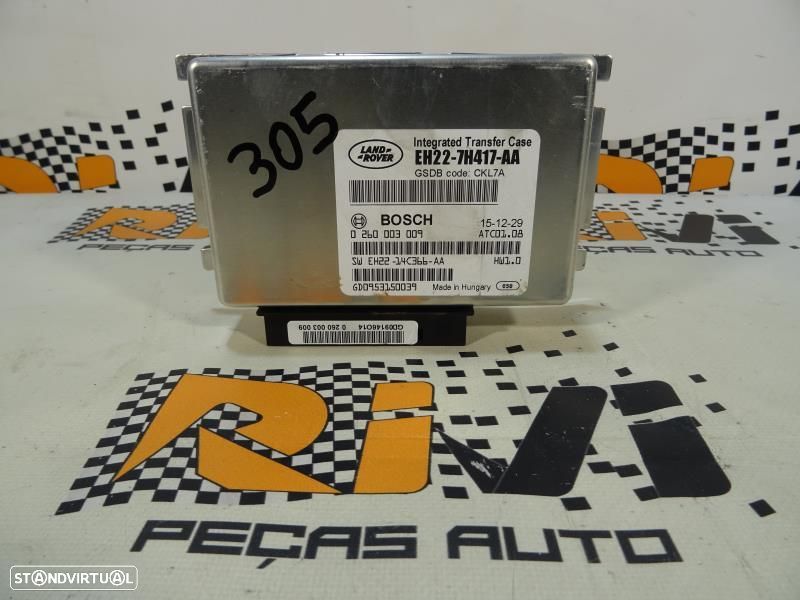 305
LAND-
ROVER
Integrated Transfer Case
EH22-7H417-AA
GSDB code: CKL7A
BOSCH
15-12-29
0 260 003 009
ATC01.08
SW EH22-14C366-AA
HW1.0
GD0953150039
Made in Hungary
038
GD09146014
0 260 003 009
RiVi
PEÇAS AUTO
STANDVIRTUAL